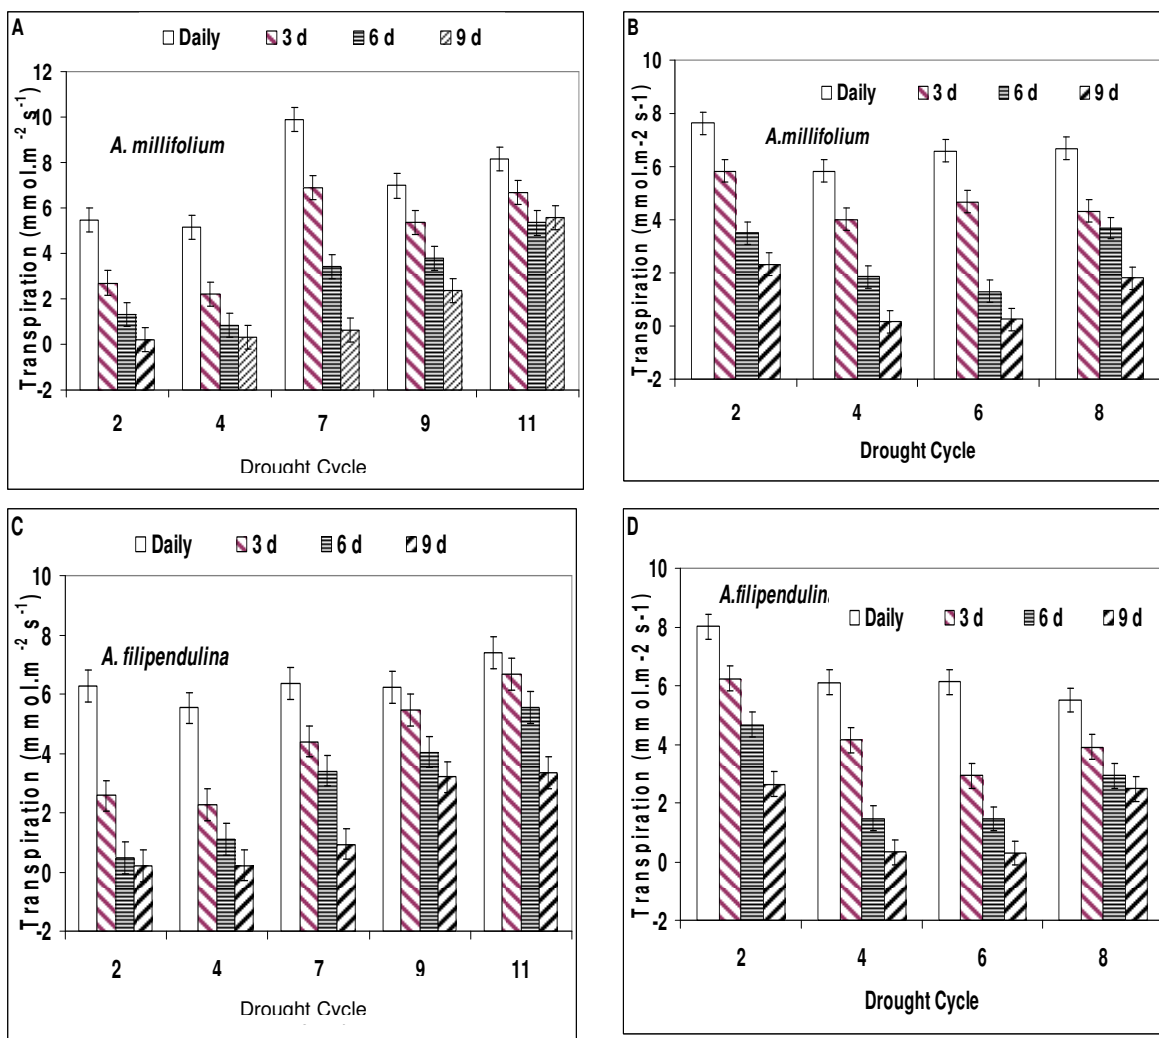 A
Daily 3 d 6 d 9 d
Transpiration (mmol.m -2 s-1)
12
10
8
6
4
2
0
-2
A. millifolium
2 4 7 9 11
Drought Cycle
B
Daily 3 d 6 d 9 d
Transpiration (mmol.m-2 s-1)
10
8
6
4
2
0
-2
A.millifolium
2 4 6 8
Drought Cycle
C
Daily 3 d 6 d 9 d
Transpiration (mmol.m -2 s-1)
10
8
6
4
2
0
-2
A. filipendulina
2 4 7 9 11
Drought Cycle
D
A.filipendulin
Daily 3 d 6 d 9 d
Transpiration (mmol.m-2 s-1)
10
8
6
4
2
0
-2
2 4 6 8
Drought Cycle